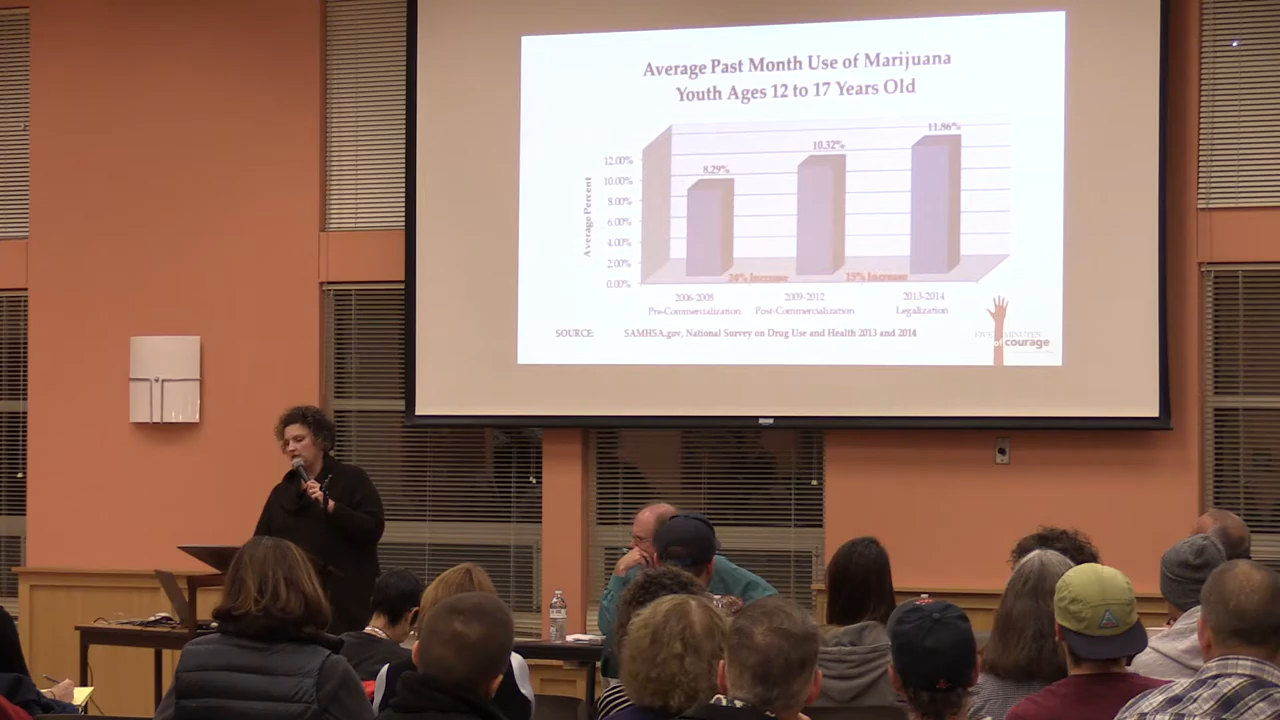 Average Past Month Use of Marijuana
Youth Ages 12 to 17 Years Old
11.86%
10.32%
8.29%
12.00%
10.00%
8.00%
6.00%
4.00%
2.00%
0.00%
Average Percent
24% Increase
15% Increase
2006-2008
Pre-Commercialization
2009-2012
Post-Commercialization
2013-2014
Legalization
SOURCE: SAMHSA.gov, National Survey on Drug Use and Health 2013 and 2014
FIVE MINUTES
of courage